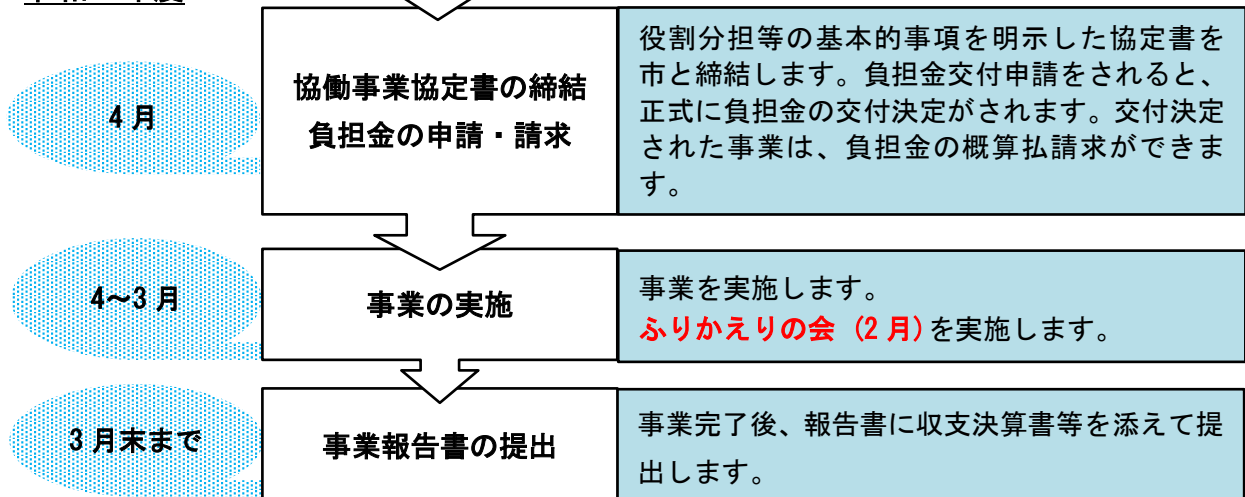 4月
協働事業協定書の締結
負担金の申請・請求
役割分担等の基本的事項を明示した協定書を
市と締結します。負担金交付申請をされると、
正式に負担金の交付決定がされます。交付決定
された事業は、負担金の概算払請求ができま
す。
4～3月
事業の実施
事業を実施します。
ふりかえりの会（2月）を実施します。
3月末まで
事業報告書の提出
事業完了後、報告書に収支決算書等を添えて提
出します。